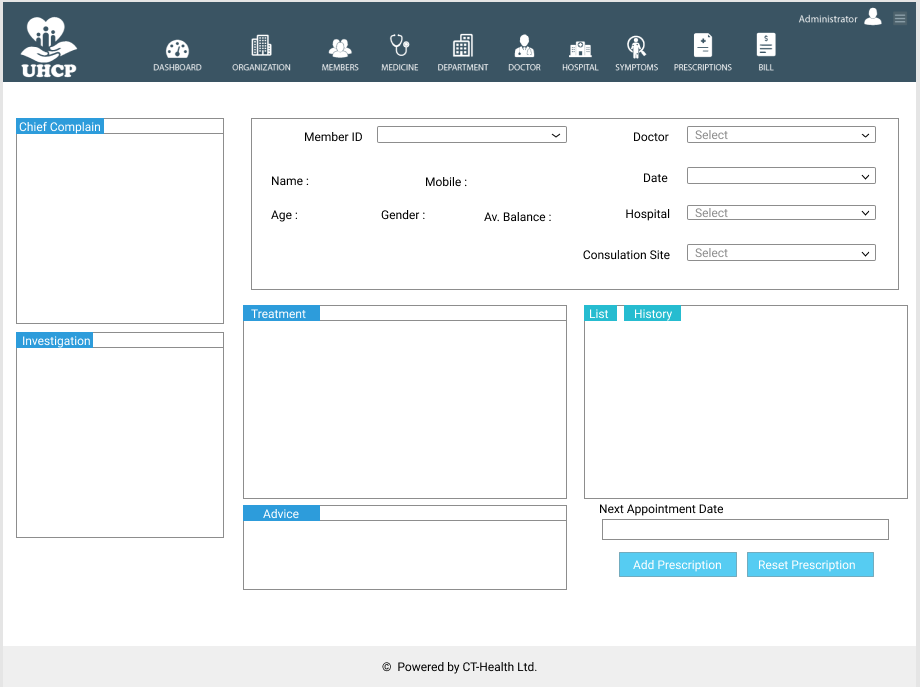 Administrator
UHCP
DASHBOARD
ORGANIZATION
MEMBERS
MEDICINE
DEPARTMENT
DOCTOR
HOSPITAL
SYMPTOMS
PRESCRIPTIONS
BILL
Chief Complain
Member ID
Doctor
Select
Name :
Mobile :
Date
Age :
Gender :
Av. Balance :
Hospital
Select
Consulation Site
Select
Investigation
Treatment
List
History
Advice
Next Appointment Date
Add Prescription
Reset Prescription
© Powered by CT-Health Ltd.